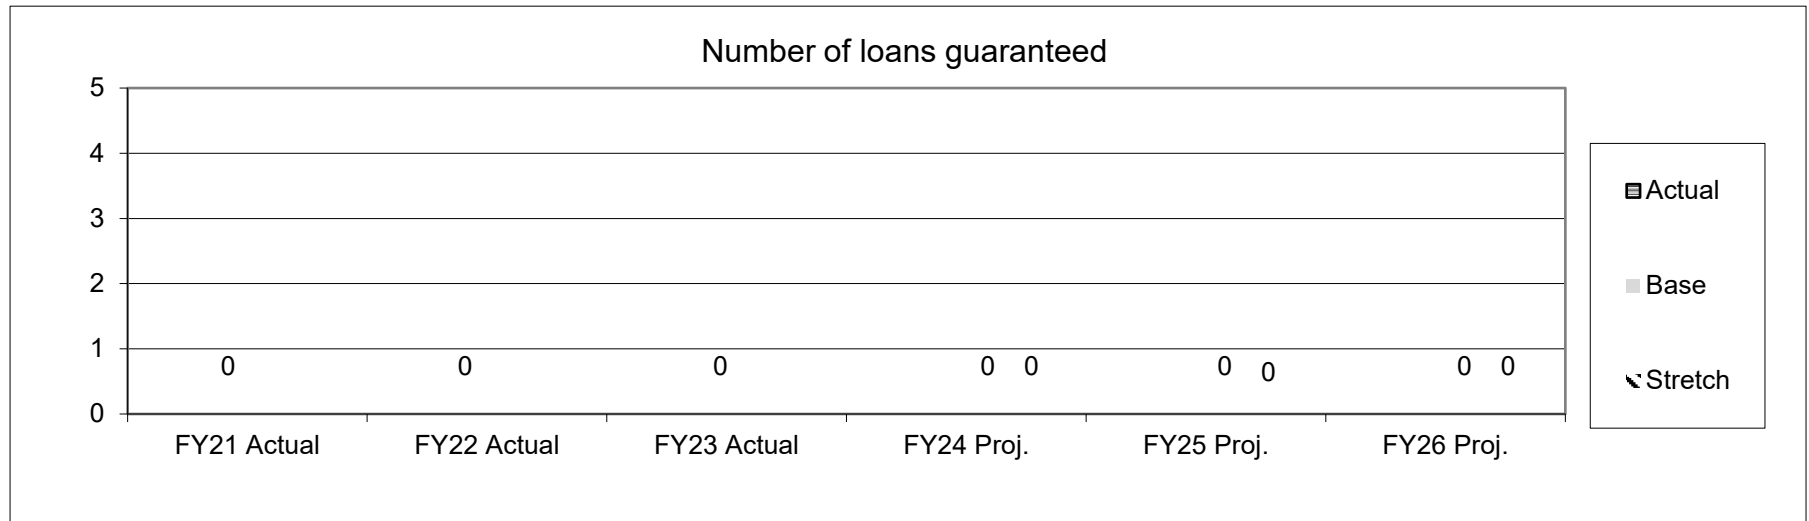 Number of loans guaranteed
5
4
3
2
1
0
0
0
0
0
0
0
0
0
0
FY21 Actual
FY22 Actual
FY23 Actual
FY24 Proj.
FY25 Proj.
FY26 Proj.
Actual
Base
Stretch